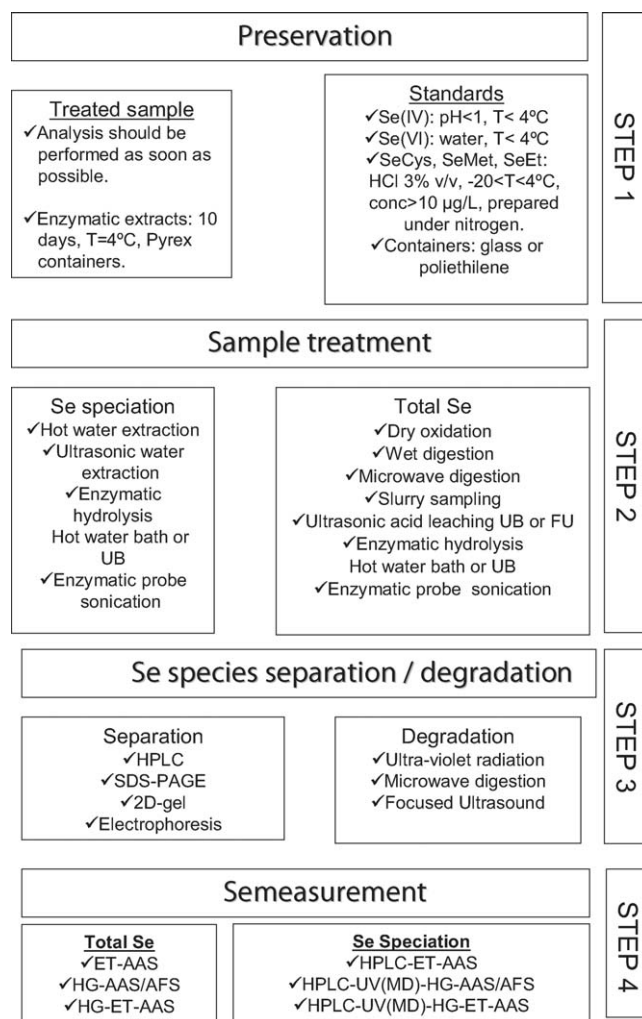 Preservation
STEP 1
Treated sample
✓Analysis should be
performed as soon as
possible.
✓Enzymatic extracts: 10
days, T=4ºC, Pyrex
containers.
Standards
✓Se(IV): pH<1, T< 4ºC
✓Se(VI): water, T< 4ºC
✓SeCys, SeMet, SeEt:
HCl 3% v/v, -20<T<4ºC,
conc>10 µg/L, prepared
under nitrogen.
✓Containers: glass or
poliethilene
Sample treatment
STEP 2
Se speciation
✓Hot water extraction
✓Ultrasonic water
extraction
✓Enzymatic
hydrolysis
Hot water bath or
UB
✓Enzymatic probe
sonication
Total Se
✓Dry oxidation
✓Wet digestion
✓Microwave digestion
✓Slurry sampling
✓Ultrasonic acid leaching UB or FU
✓Enzymatic hydrolysis
Hot water bath or UB
✓Enzymatic probe sonication
Se species separation / degradation
STEP 3
Separation
✓HPLC
✓SDS-PAGE
✓2D-gel
✓Electrophoresis
Degradation
✓Ultra-violet radiation
✓Microwave digestion
✓Focused Ultrasound
Semeasurement
STEP 4
Total Se
✓ET-AAS
✓HG-AAS/AFS
✓HG-ET-AAS
Se Speciation
✓HPLC-ET-AAS
✓HPLC-UV(MD)-HG-AAS/AFS
✓HPLC-UV(MD)-HG-ET-AAS